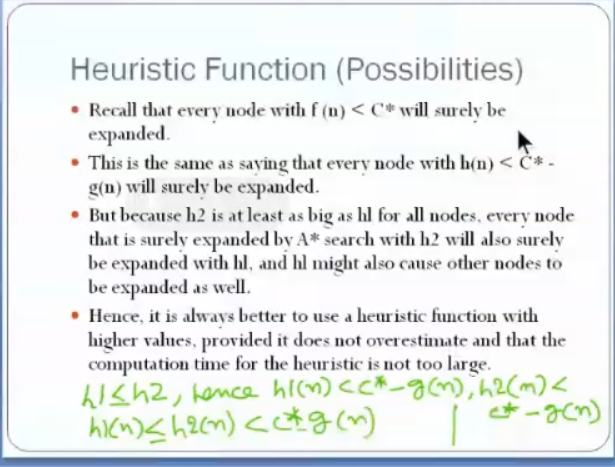 Heuristic Function (Possibilities)
• Recall that every node with f (n) < C* will surely be
expanded.
• This is the same as saying that every node with h(n) < C* -
g(n) will surely be expanded.
• But because h2 is at least as big as hl for all nodes, every node
that is surely expanded by A* search with h2 will also surely
be expanded with hl, and hl might also cause other nodes to
be expanded as well.
• Hence, it is always better to use a heuristic function with
higher values, provided it does not overestimate and that the
computation time for the heuristic is not too large.
h1≤h2, hence h1(n)<c*-g(n), h2(n)<
c*-g(n)
h1(n)≤h2(n)<c*-g(n) |